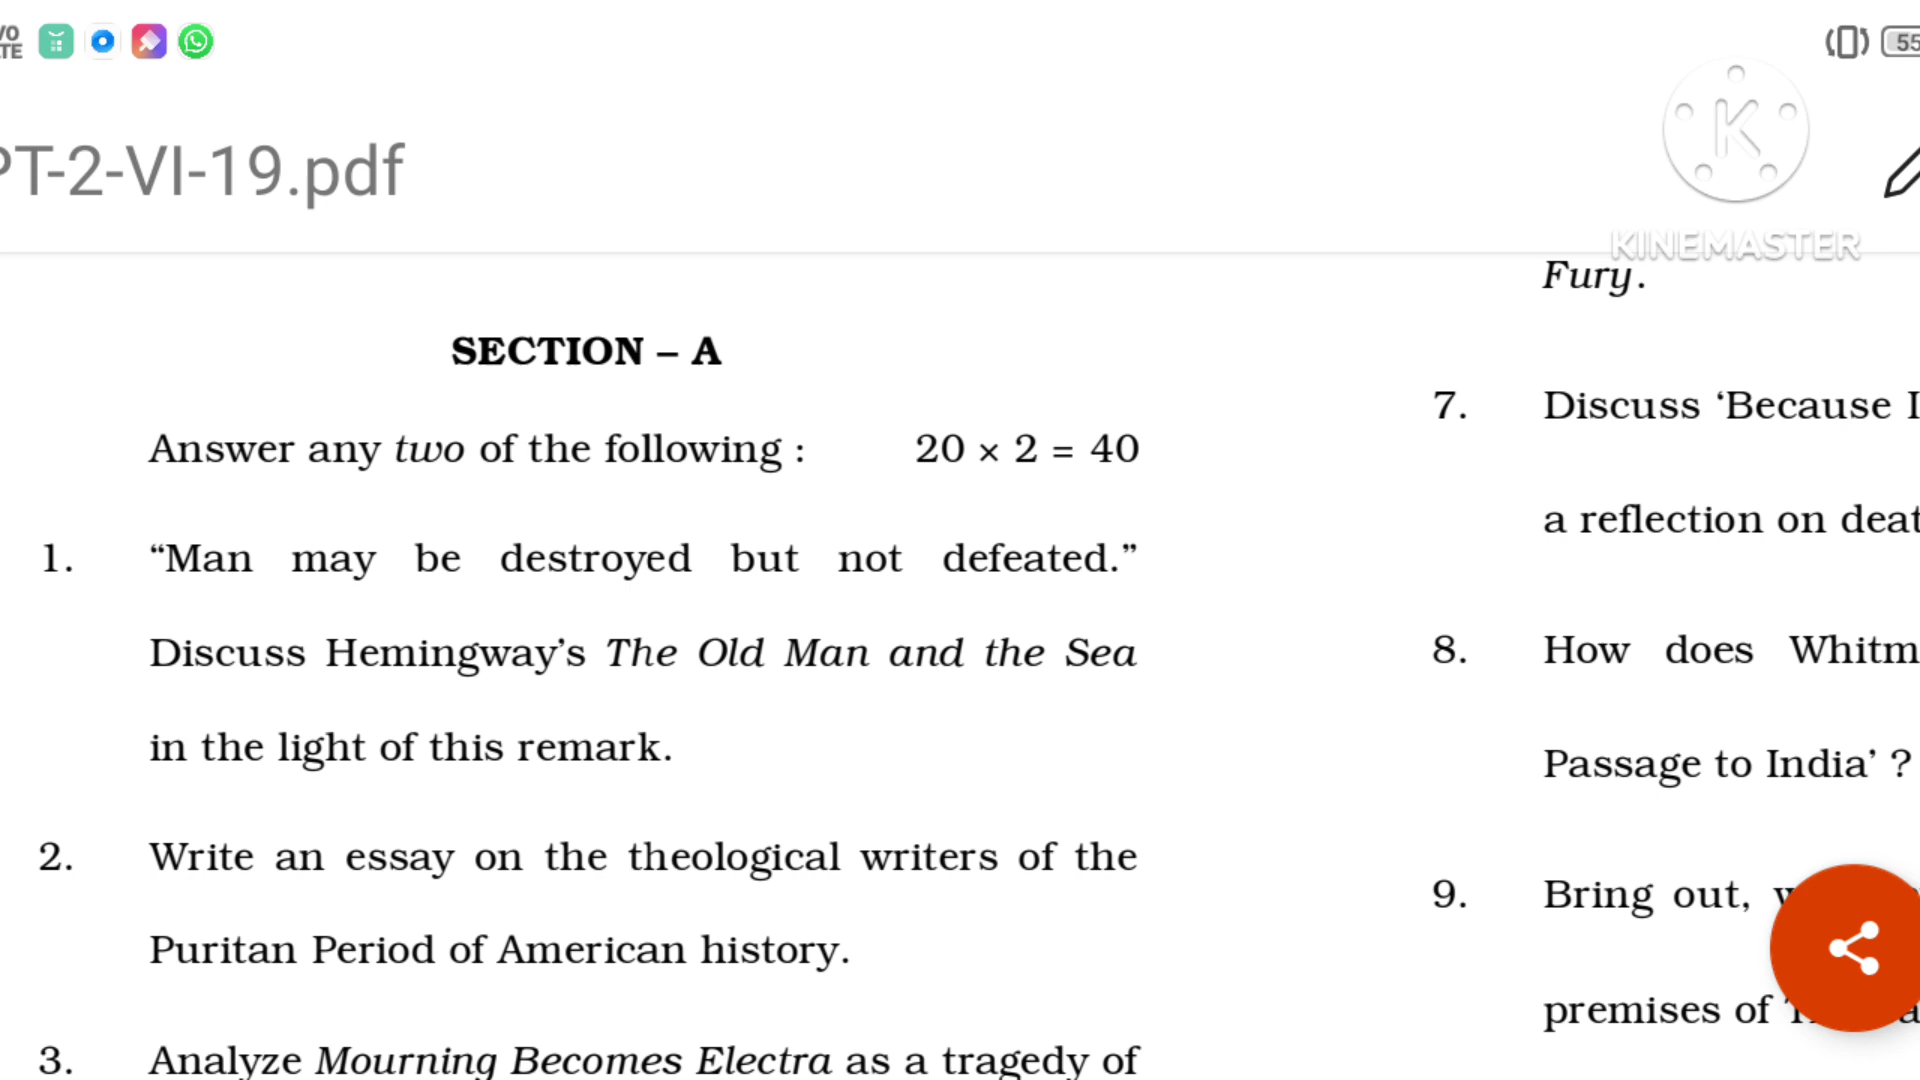 VO
LTE
55
PT-2-VI-19.pdf
KINEMASTER
SECTION – A
Answer any two of the following : 20 × 2 = 40
1. “Man may be destroyed but not defeated.”
Discuss Hemingway’s The Old Man and the Sea
in the light of this remark.
2. Write an essay on the theological writers of the
Puritan Period of American history.
3. Analyze Mourning Becomes Electra as a tragedy of
Fury.
7. Discuss ‘Because I
a reflection on
8. How does
Passage to India’ ?
9. Bring out,
premises of